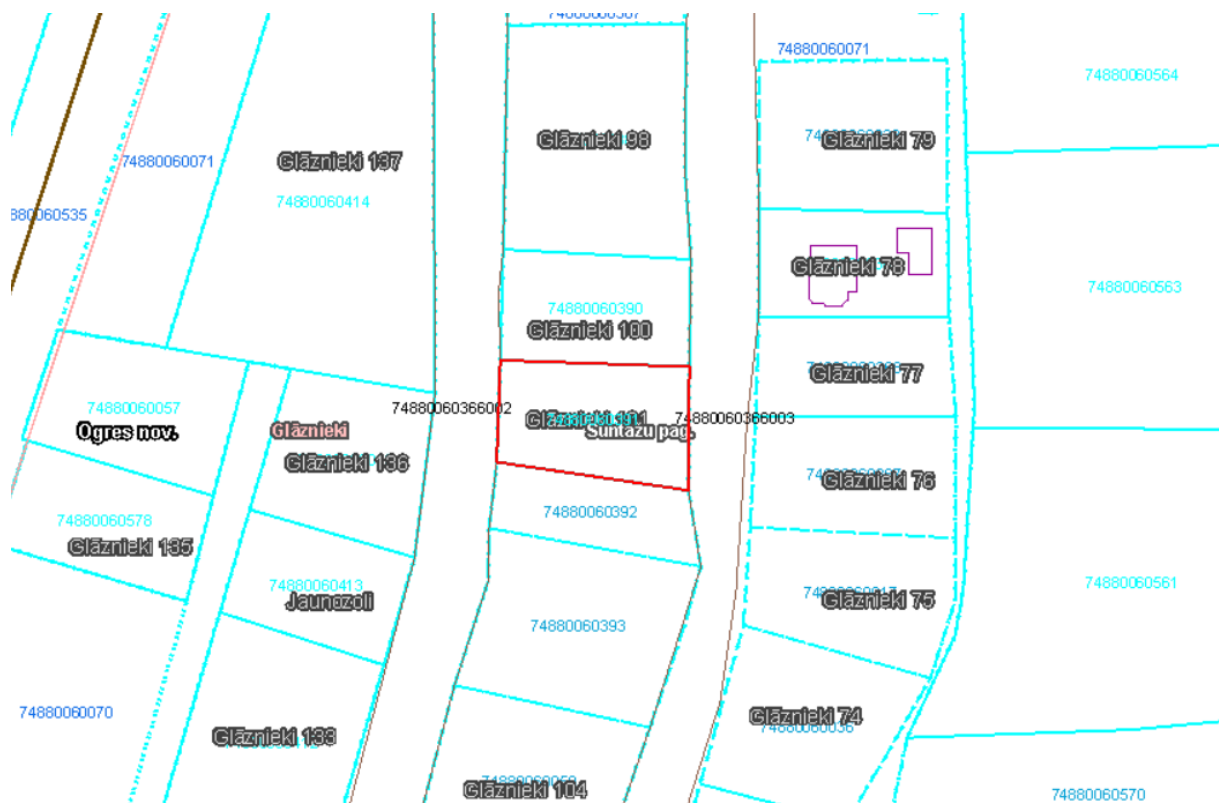 74880060071
74880060564
Glāznieki 98
Glāznieki 79
Glāznieki 137
74880060071
74880060414
Glāznieki 78
74880060563
74880060390
Glāznieki 100
Glāznieki 77
74880060057
74880060366002
Glāznieki 101
74880060366003
Ogres nov.
Glāznieki
Suntažu pag.
Glāznieki 136
Glāznieki 76
74880060392
74880060578
Glāznieki 135
74880060413
Jaunozoli
74880060561
Glāznieki 75
74880060393
74880060070
Glāznieki 74
Glāznieki 133
Glāznieki 104
74880060570